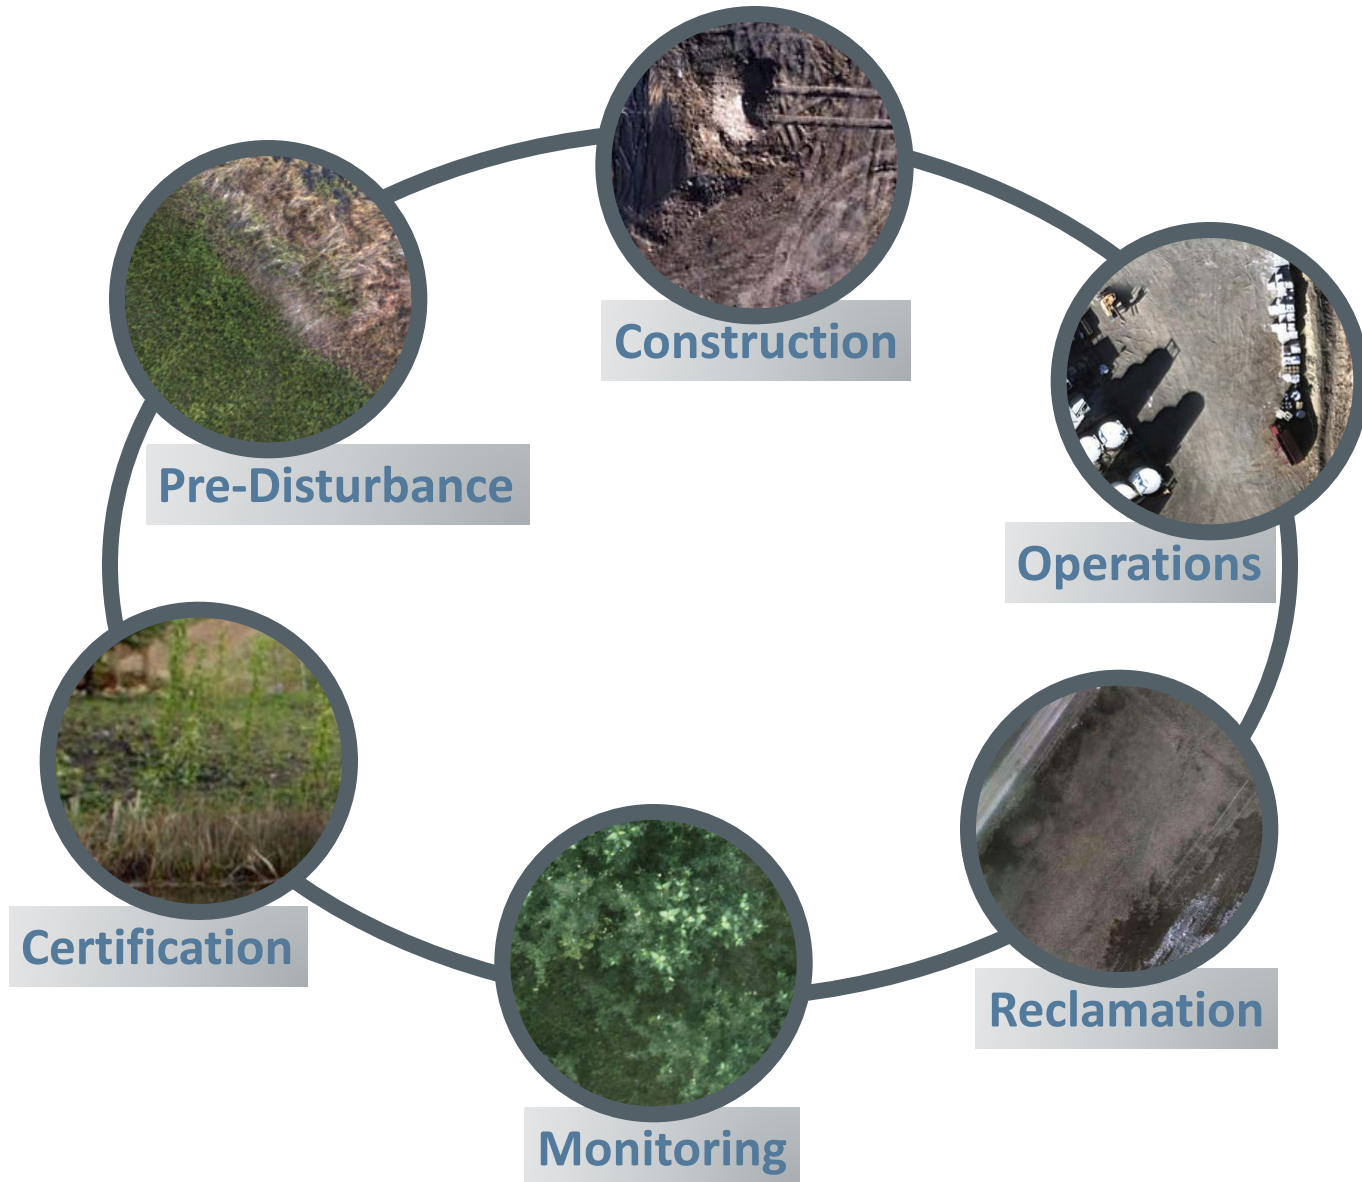 Construction
Pre-Disturbance
Operations
Certification
Reclamation
Monitoring